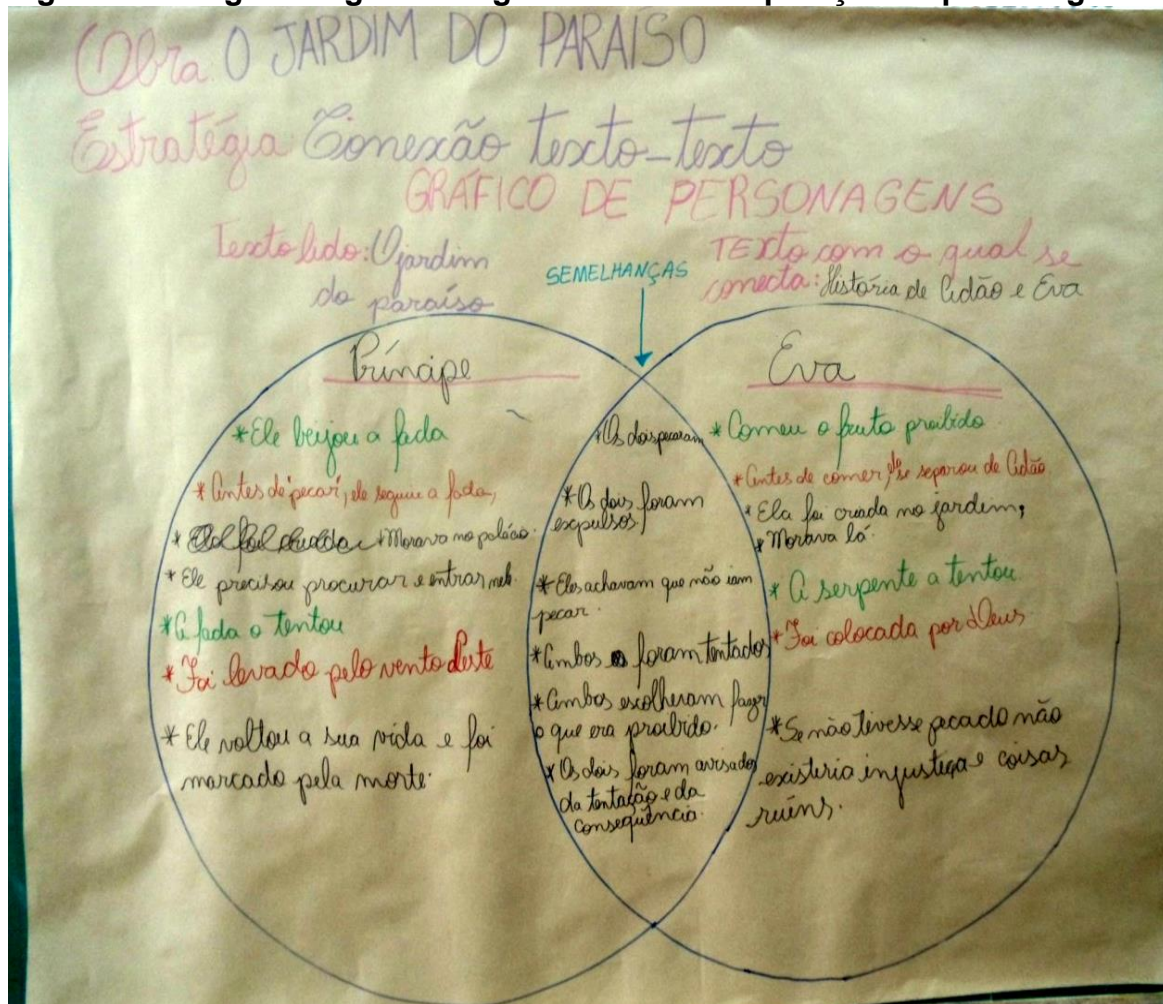 Obra O JARDIM DO PARAÍSO
Estratégia Conexão texto-texto
GRÁFICO DE PERSONAGENS
Texto lido: O jardim
do paraíso
SEMELHANÇAS
TEXto com o qual se
conecta: História de Adão e Eva
Príncipe
* Ele beijou a fada
* Antes de pecar, ele seguiu a fada,
* Morava no palácio.
* Ele precisou procurar e entrar nele.
* A fada o tentou
* Foi levado pelo vento Leste
* Ele voltou a sua vida e foi
marcado pela morte.
* Os dois pecaram
* Os dois foram
expulsos
* Eles achavam que não iam
pecar.
* Ambos foram tentados
* Ambos escolheram fazer
o que era proibido.
* Os dois foram avisados
da tentação e da
consequência.
Eva
* Comeu o fruto proibido
* Antes de comer, ele se separou de Adão
* Ela foi criada no jardim,
* Morava lá.
* A serpente a tentou.
* Foi colocada por Deus
* Se não tivesse pecado não
existiria injustiça e coisas
ruins.